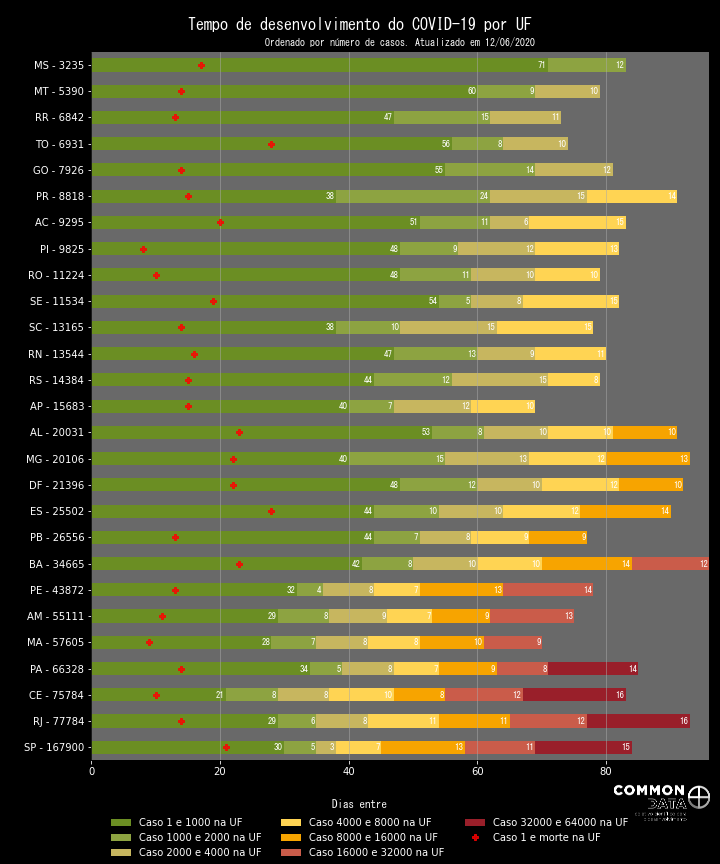 Tempo de desenvolvimento do COVID-19 por UF
Ordenado por número de casos. Atualizado em 12/06/2020
MS - 3235 71 12
MT - 5390 60 9 10
RR - 6842 47 15 11
TO - 6931 56 8 10
GO - 7926 55 14 12
PR - 8818 38 24 15 14
AC - 9295 51 11 6 15
PI - 9825 48 9 12 13
RO - 11224 48 11 10 10
SE - 11534 54 5 8 15
SC - 13165 38 10 15 15
RN - 13544 47 13 9 11
RS - 14384 44 12 15 8
AP - 15683 40 7 12 10
AL - 20031 53 8 10 10 10
MG - 20106 40 15 13 12 13
DF - 21396 48 12 10 12 10
ES - 25502 44 10 10 12 14
PB - 26556 44 7 8 9 9
BA - 34665 42 8 10 10 14 12
PE - 43872 32 4 8 7 13 14
AM - 55111 29 8 9 7 9 13
MA - 57605 28 7 8 8 10 9
PA - 66328 34 5 8 7 9 8 14
CE - 75784 21 8 8 10 8 12 16
RJ - 77784 29 6 8 11 11 12 16
SP - 167900 30 5 3 7 13 11 15
0 20 40 60 80
Dias entre
Caso 1 e 1000 na UF
Caso 1000 e 2000 na UF
Caso 2000 e 4000 na UF
Caso 4000 e 8000 na UF
Caso 8000 e 16000 na UF
Caso 16000 e 32000 na UF
Caso 32000 e 64000 na UF
Caso 1 e morte na UF
COMMON
DATA